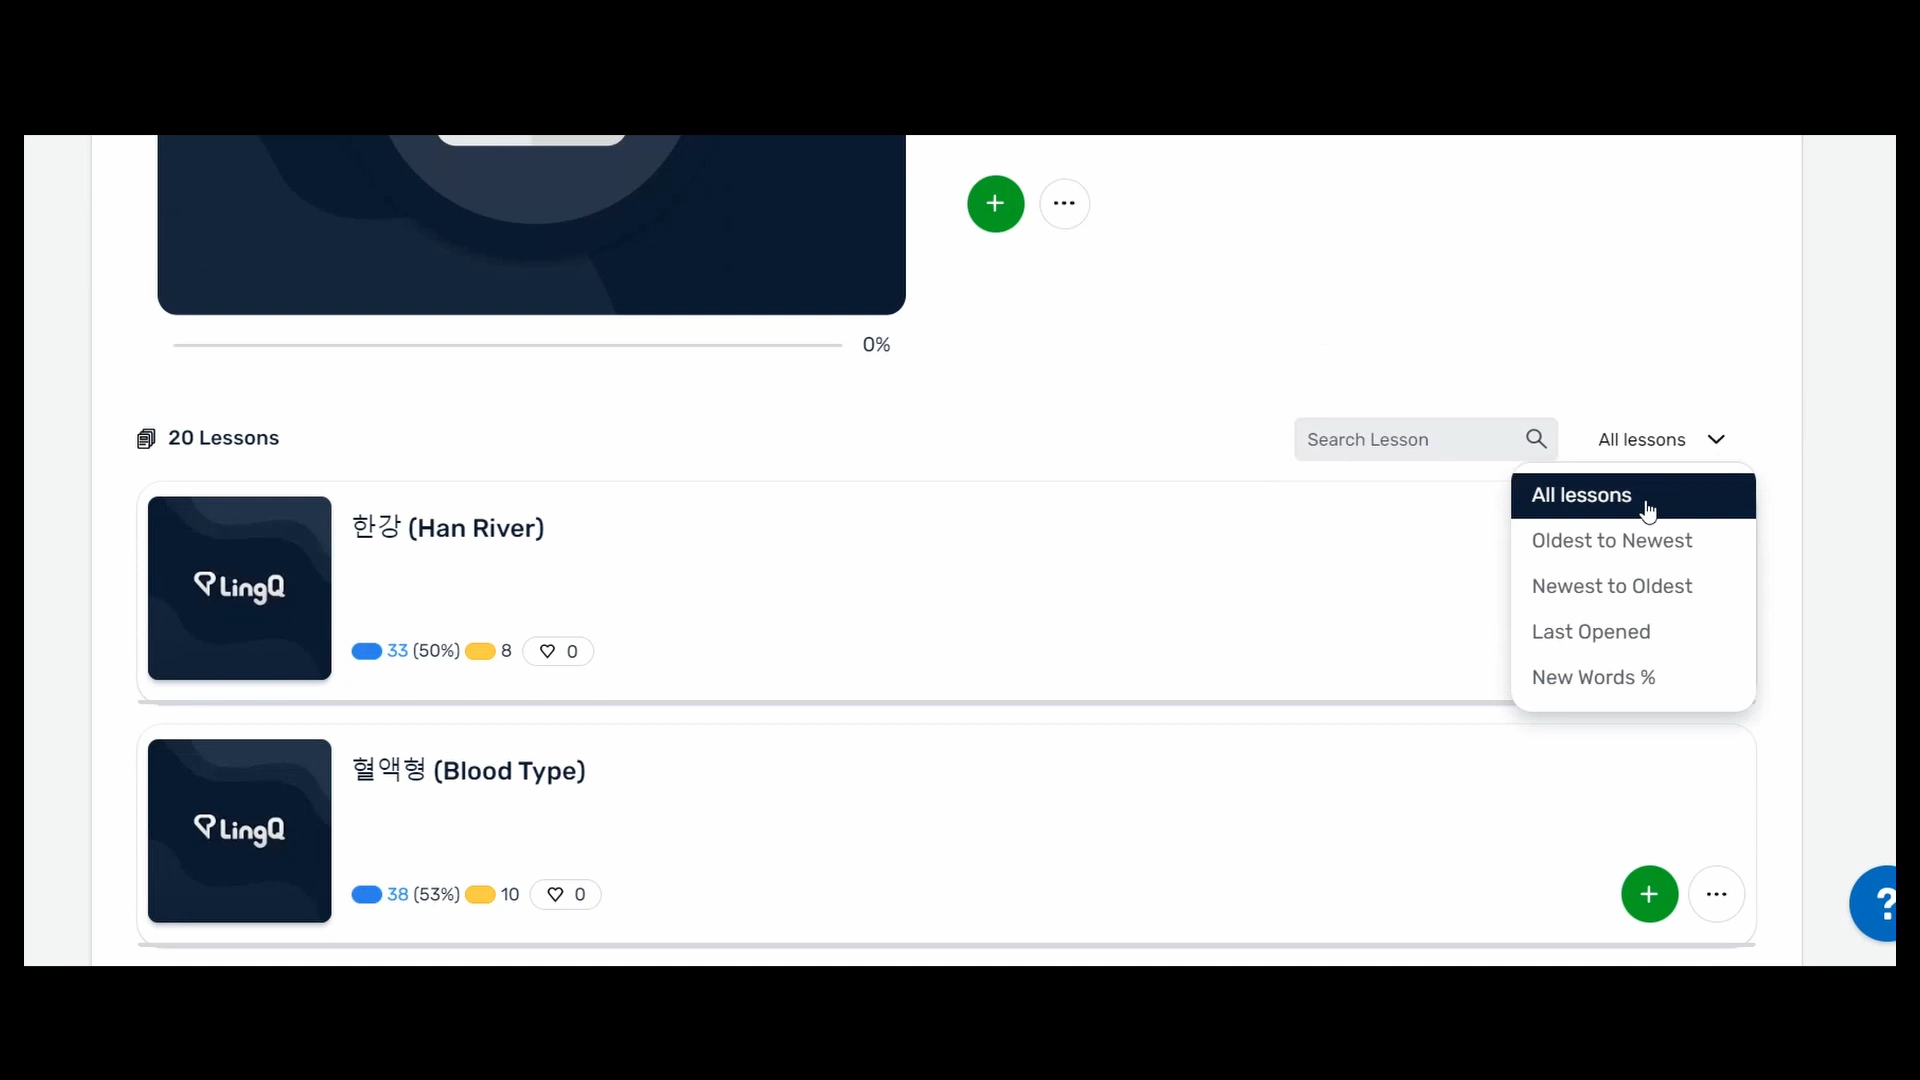 0%
20 Lessons
Search Lesson
All lessons
All lessons
Oldest to Newest
Newest to Oldest
Last Opened
New Words %
한강 (Han River)
LingQ
33 (50%) 8 0
혈액형 (Blood Type)
LingQ
38 (53%) 10 0
?